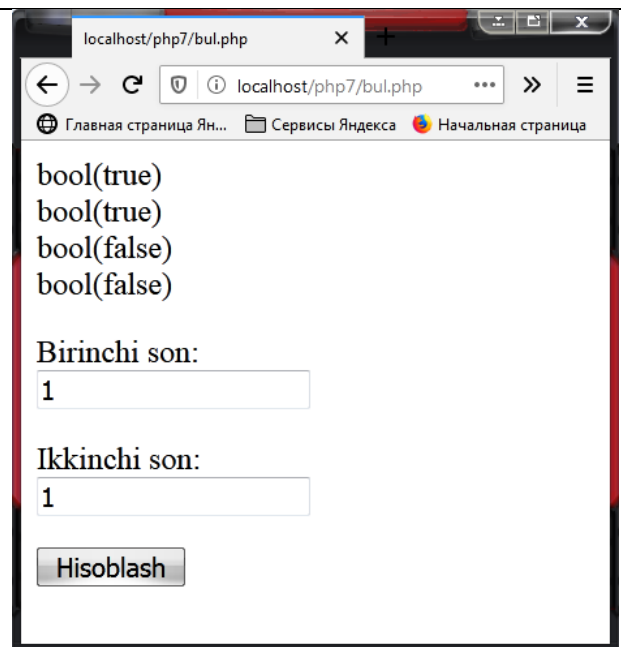 localhost/php7/bul.php
localhost/php7/bul.php
Главная страница Ян... Сервисы Яндекса Начальная страница
bool(true)
bool(true)
bool(false)
bool(false)
Birinchi son:
1
Ikkinchi son:
1
Hisoblash